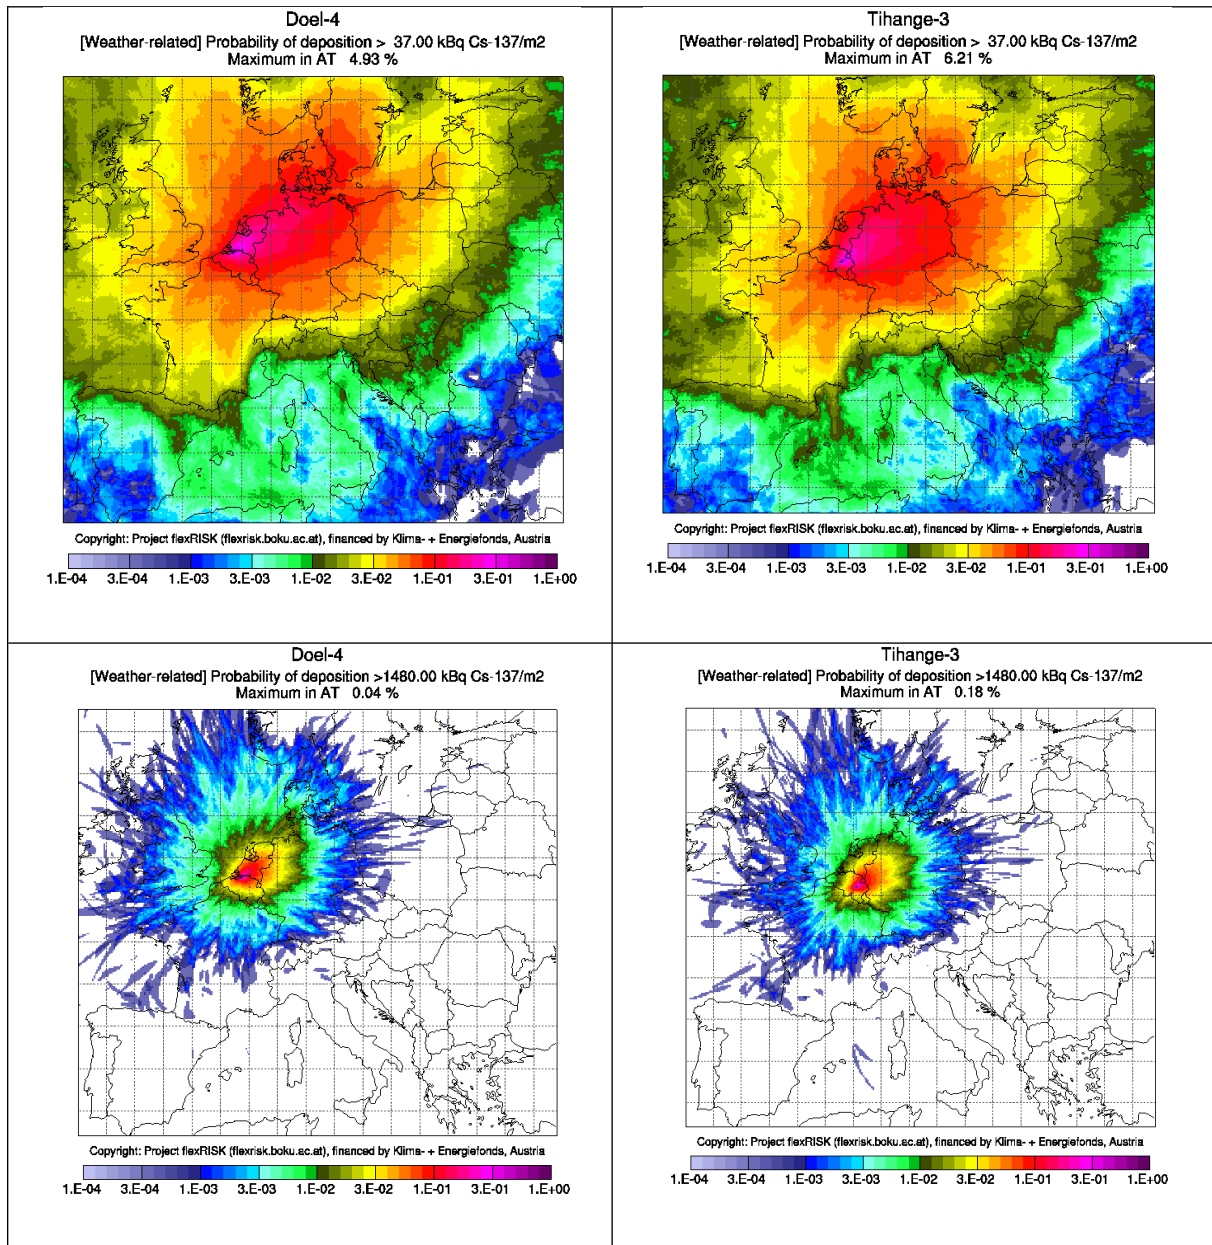 Doel-4
[Weather-related] Probability of deposition > 37.00 kBq Cs-137/m2
Maximum in AT 4.93 %
Copyright: Project flexRISK (flexrisk.boku.ac.at), financed by Klima- + Energiefonds, Austria
1.E-04 3.E-04 1.E-03 3.E-03 1.E-02 3.E-02 1.E-01 3.E-01 1.E+00
Tihange-3
[Weather-related] Probability of deposition > 37.00 kBq Cs-137/m2
Maximum in AT 6.21 %
Copyright: Project flexRISK (flexrisk.boku.ac.at), financed by Klima- + Energiefonds, Austria
1.E-04 3.E-04 1.E-03 3.E-03 1.E-02 3.E-02 1.E-01 3.E-01 1.E+00
Doel-4
[Weather-related] Probability of deposition >1480.00 kBq Cs-137/m2
Maximum in AT 0.04 %
Copyright: Project flexRISK (flexrisk.boku.ac.at), financed by Klima- + Energiefonds, Austria
1.E-04 3.E-04 1.E-03 3.E-03 1.E-02 3.E-02 1.E-01 3.E-01 1.E+00
Tihange-3
[Weather-related] Probability of deposition >1480.00 kBq Cs-137/m2
Maximum in AT 0.18 %
Copyright: Project flexRISK (flexrisk.boku.ac.at), financed by Klima- + Energiefonds, Austria
1.E-04 3.E-04 1.E-03 3.E-03 1.E-02 3.E-02 1.E-01 3.E-01 1.E+00